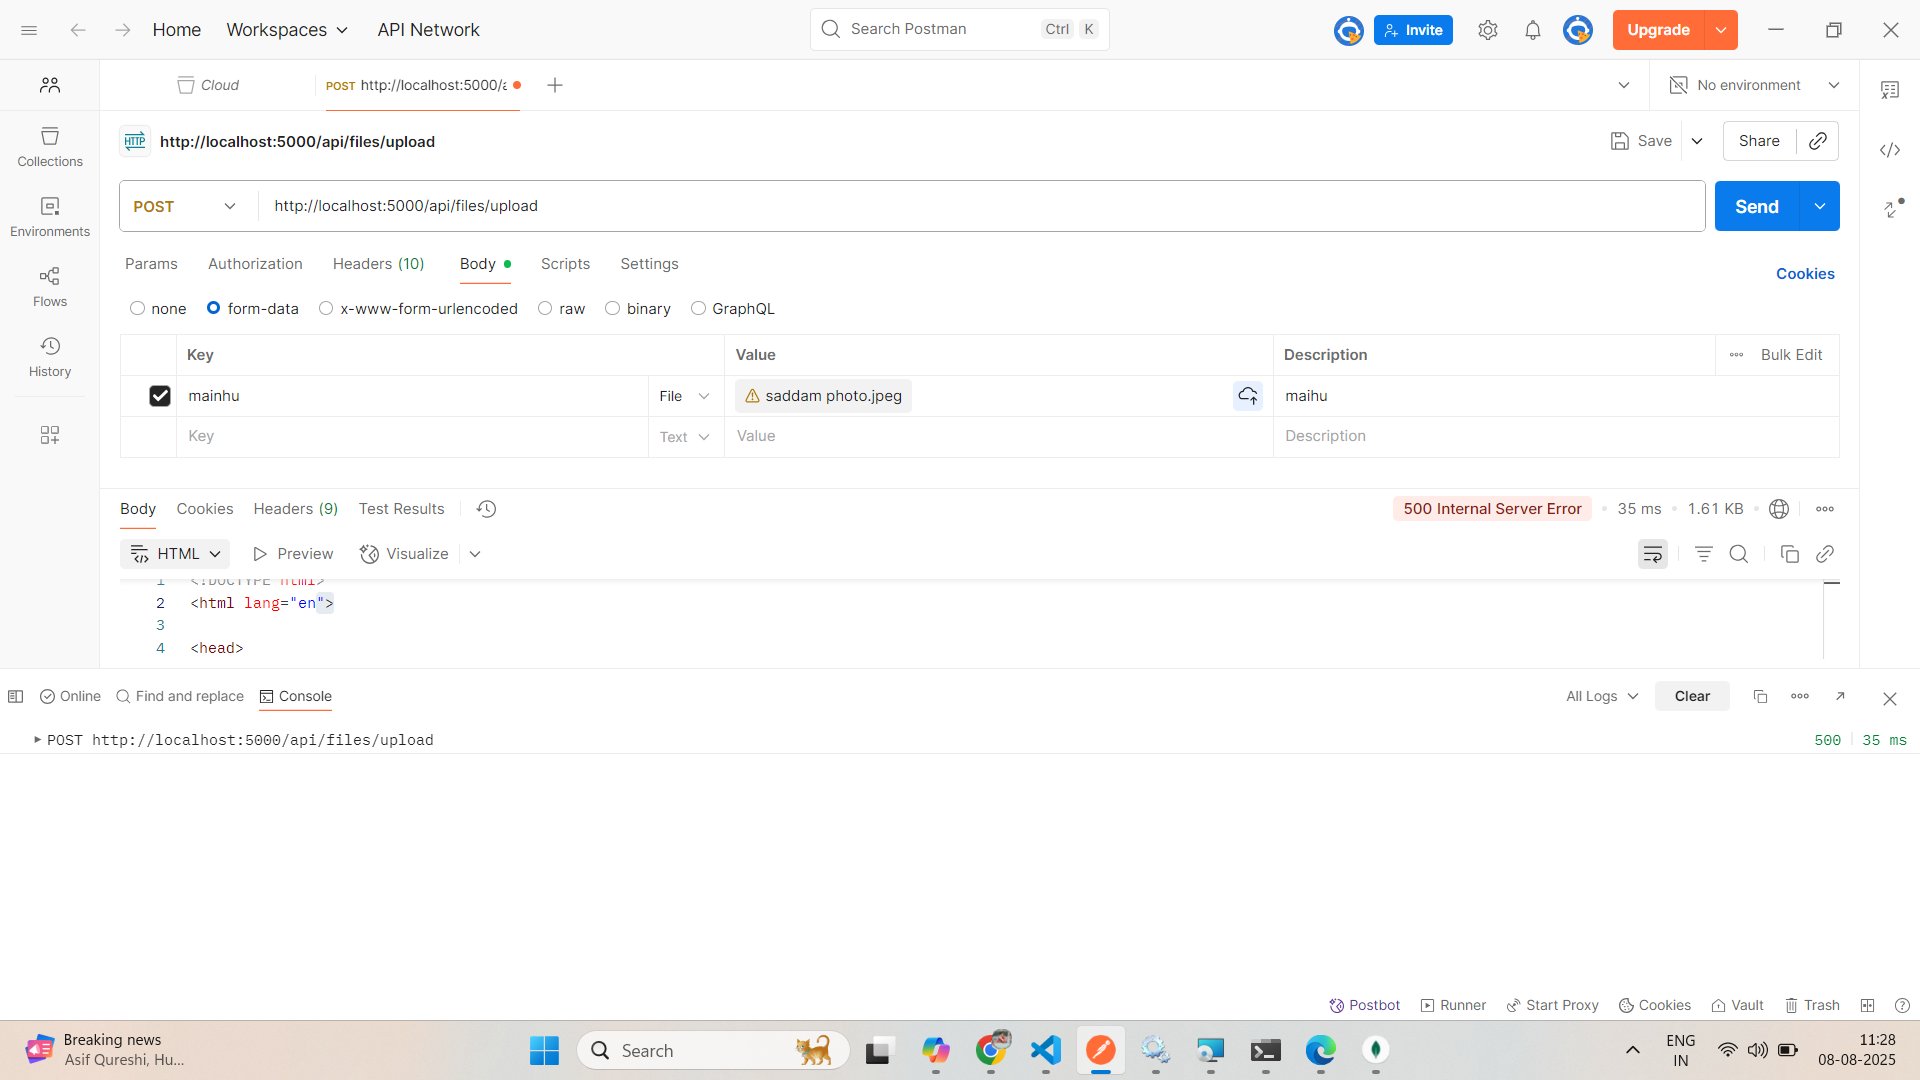 Home Workspaces API Network Search Postman Ctrl K Invite Upgrade
Cloud POST http://localhost:5000/a No environment
HTTP http://localhost:5000/api/files/upload Save Share
Collections
POST http://localhost:5000/api/files/upload Send
Environments
Params Authorization Headers (10) Body Scripts Settings Cookies
Flows
none form-data x-www-form-urlencoded raw binary GraphQL
History
Key Value Description Bulk Edit
mainhu File saddam photo.jpeg maihu
Key Text Value Description
Body Cookies Headers (9) Test Results 500 Internal Server Error 35 ms 1.61 KB
HTML Preview Visualize
1 <!DOCTYPE html>
2 <html lang="en">
3
4 <head>
Online Find and replace Console All Logs Clear
POST http://localhost:5000/api/files/upload 500 35 ms
Postbot Runner Start Proxy Cookies Vault Trash
Breaking news
Asif Qureshi, Hu...
Search
ENG
IN
11:28
08-08-2025